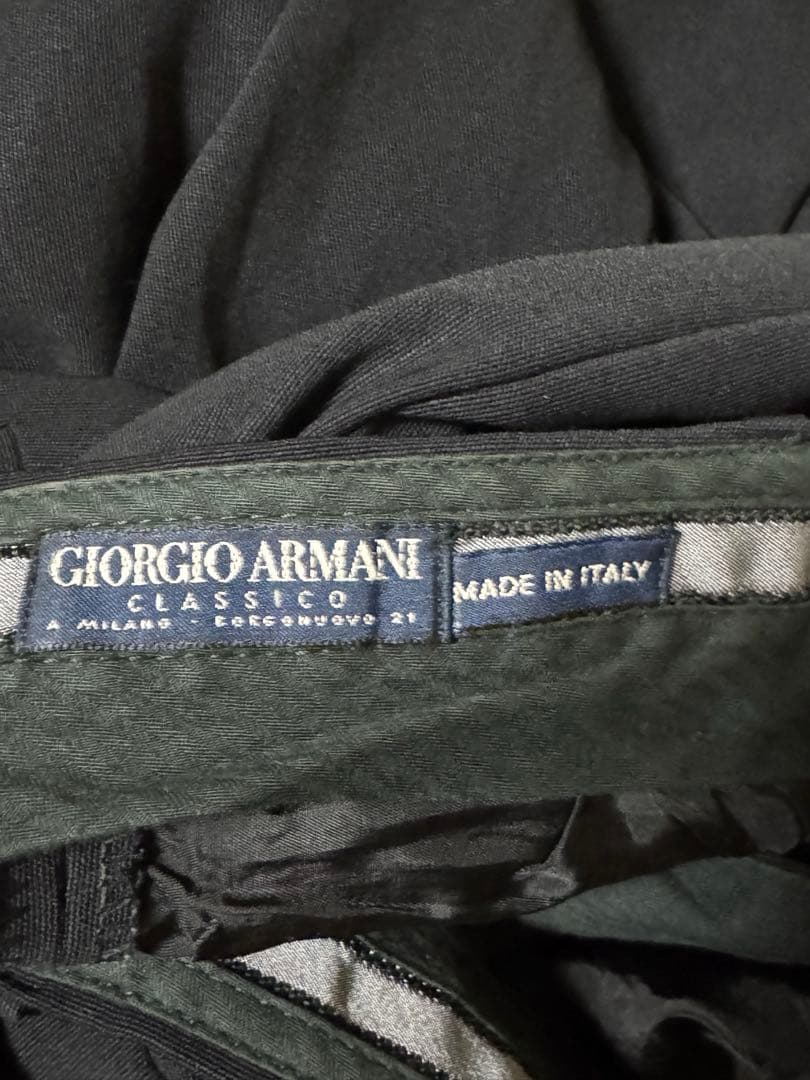 GIORGIO ARMANI
CLASSICO
A MILANO - BORGONUOVO 21
MADE IN ITALY